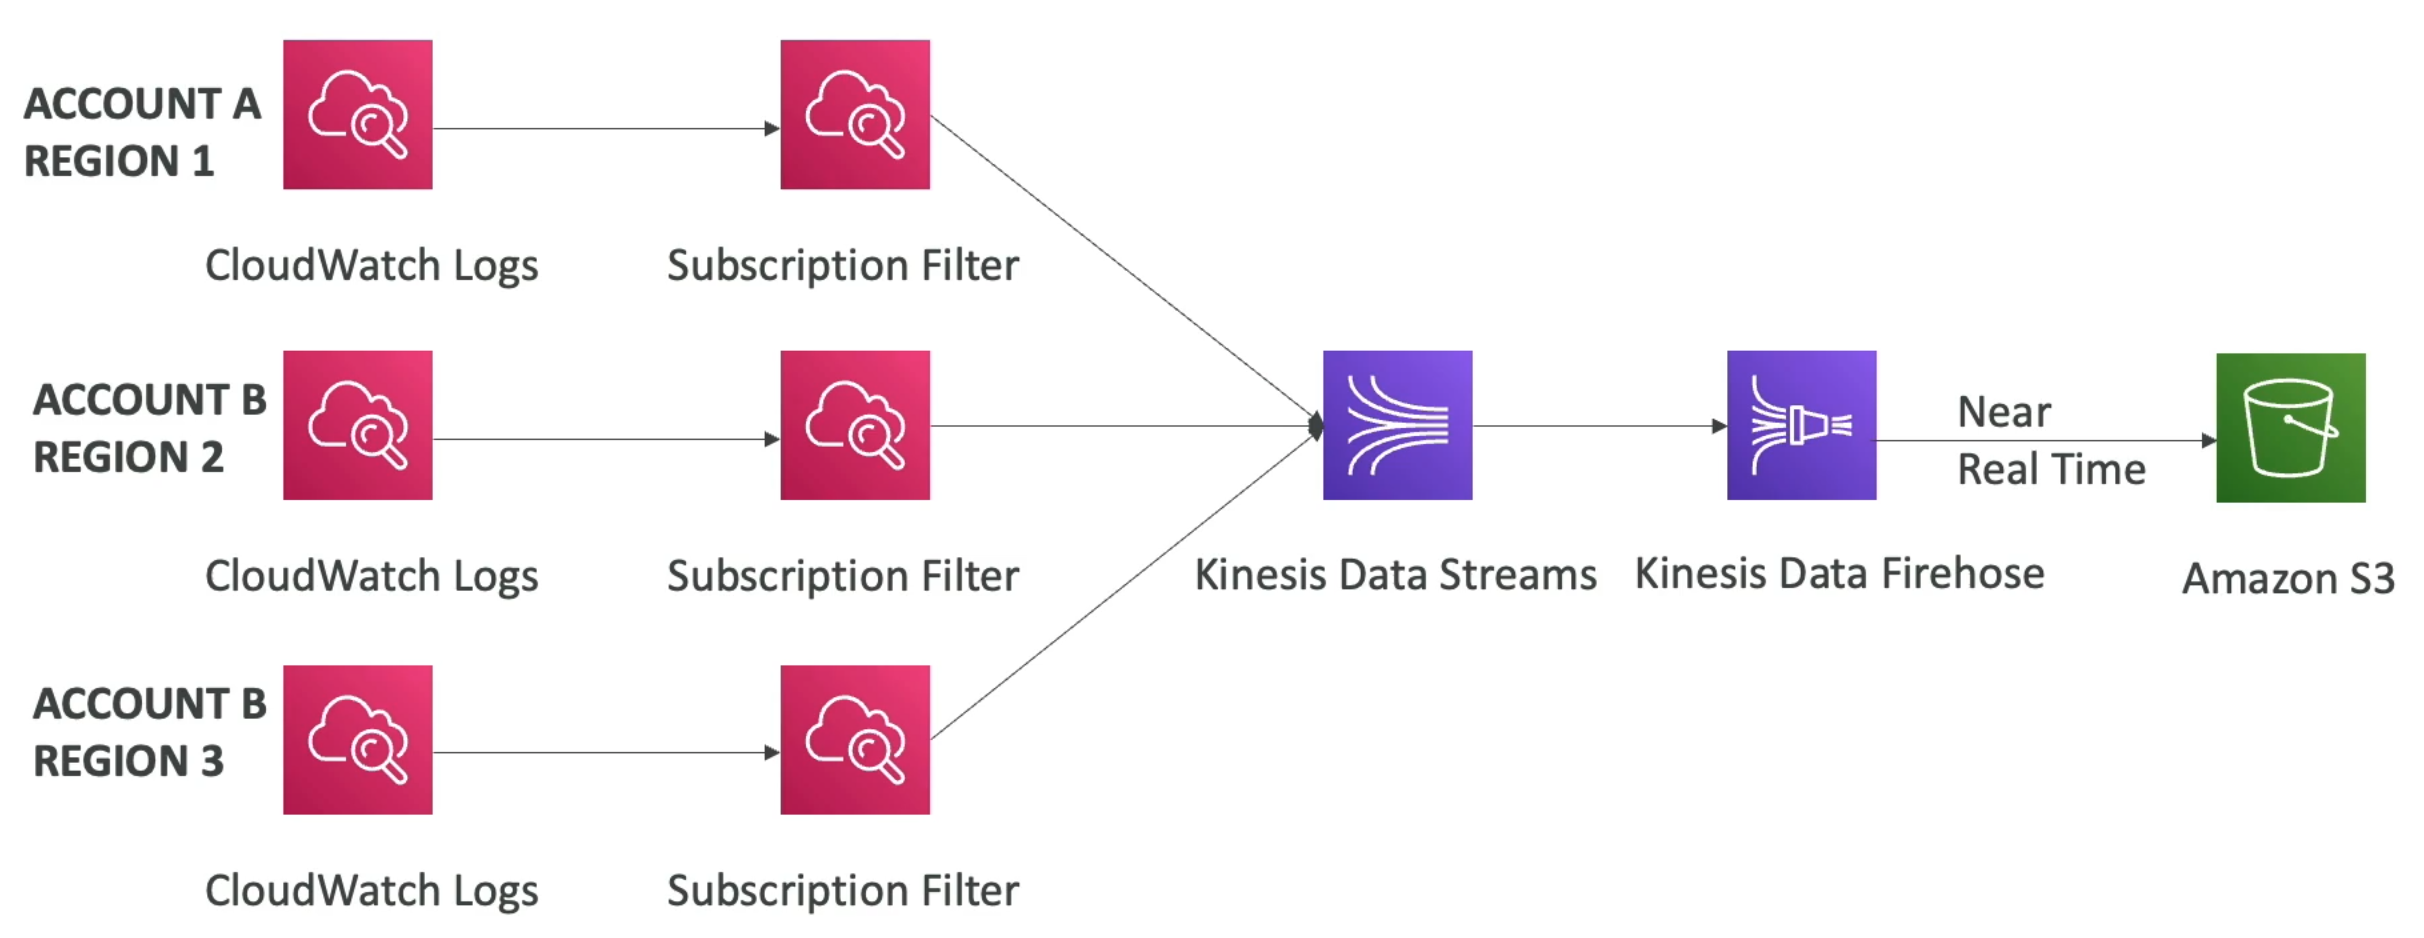 ACCOUNT A
REGION 1
CloudWatch Logs
Subscription Filter
ACCOUNT B
REGION 2
CloudWatch Logs
Subscription Filter
Kinesis Data Streams
Kinesis Data Firehose
Near
Real Time
Amazon S3
ACCOUNT B
REGION 3
CloudWatch Logs
Subscription Filter